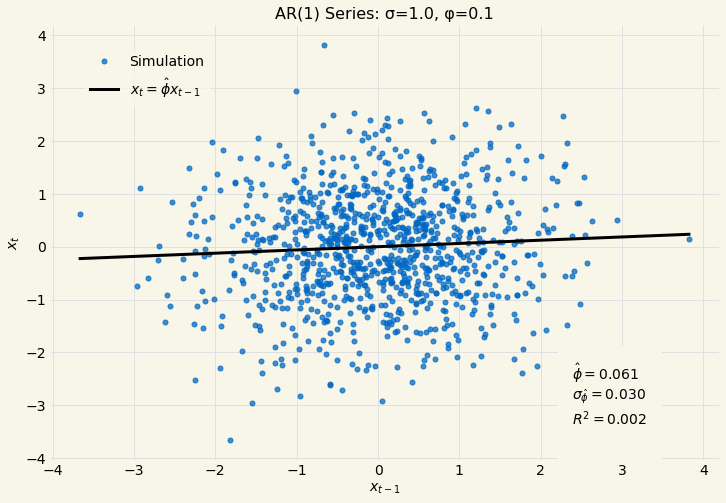 AR(1) Series: σ=1.0, φ=0.1
4
3
2
1
0
−1
−2
−3
−4
x_t
Simulation
x_t = ϕ̂x_{t−1}
ϕ̂ = 0.061
σ_ϕ̂ = 0.030
R² = 0.002
−4 −3 −2 −1 0 1 2 3 4
x_{t−1}